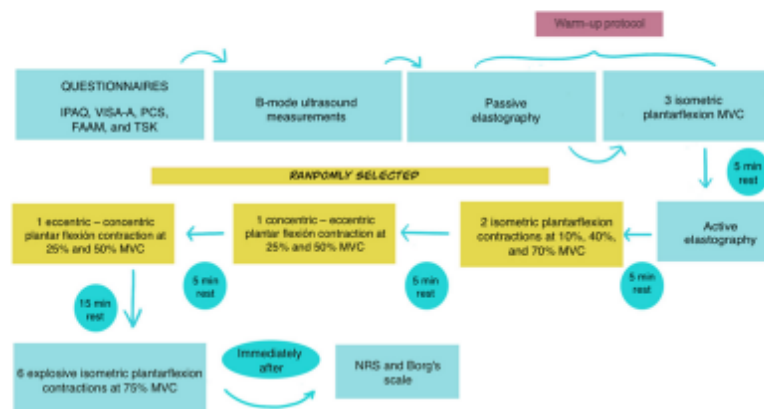 Warm-up protocol
QUESTIONNAIRES
IPAQ, VISA-A, PCS,
FAAM, and TSK
B-mode ultrasound
measurements
Passive
elastography
3 isometric
plantarflexion MVC
5 min
rest
RANDOMLY SELECTED
1 eccentric – concentric
plantar flexión contraction at
25% and 50% MVC
1 concentric – eccentric
plantar flexión contraction at
25% and 50% MVC
2 isometric plantarflexion
contractions at 10%, 40%,
and 70% MVC
Active
elastography
5 min
rest
5 min
rest
5 min
rest
15 min
rest
6 explosive isometric plantarflexion
contractions at 75% MVC
Immediately
after
NRS and Borg's
scale